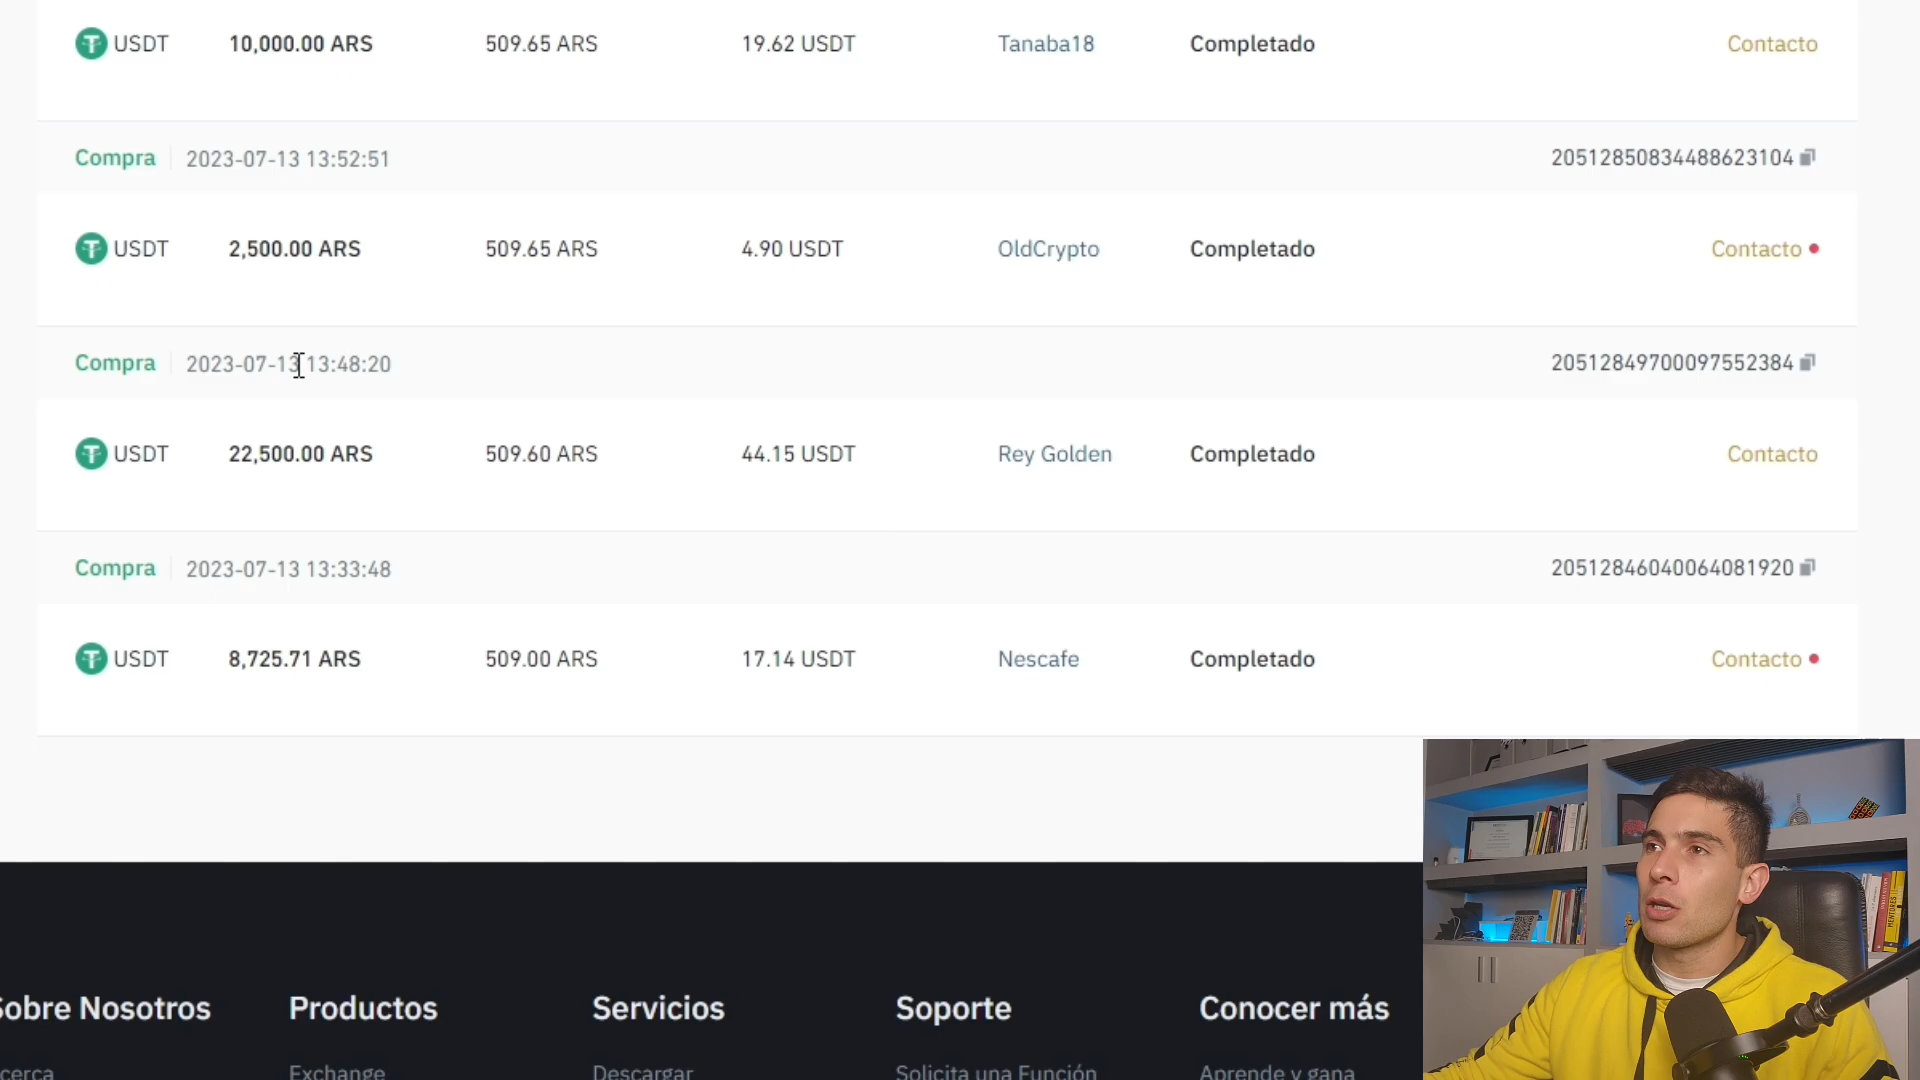 USDT 10,000.00 ARS 509.65 ARS 19.62 USDT Tanaba18 Completado Contacto
Compra 2023-07-13 13:52:51 20512850834488623104
USDT 2,500.00 ARS 509.65 ARS 4.90 USDT OldCrypto Completado Contacto
Compra 2023-07-13 13:48:20 20512849700097552384
USDT 22,500.00 ARS 509.60 ARS 44.15 USDT Rey Golden Completado Contacto
Compra 2023-07-13 13:33:48 20512846040064081920
USDT 8,725.71 ARS 509.00 ARS 17.14 USDT Nescafe Completado Contacto
Sobre Nosotros Productos Servicios Soporte Conocer más
cerca Exchange Descargar Solicita una Función Aprende y gana
MENTORES